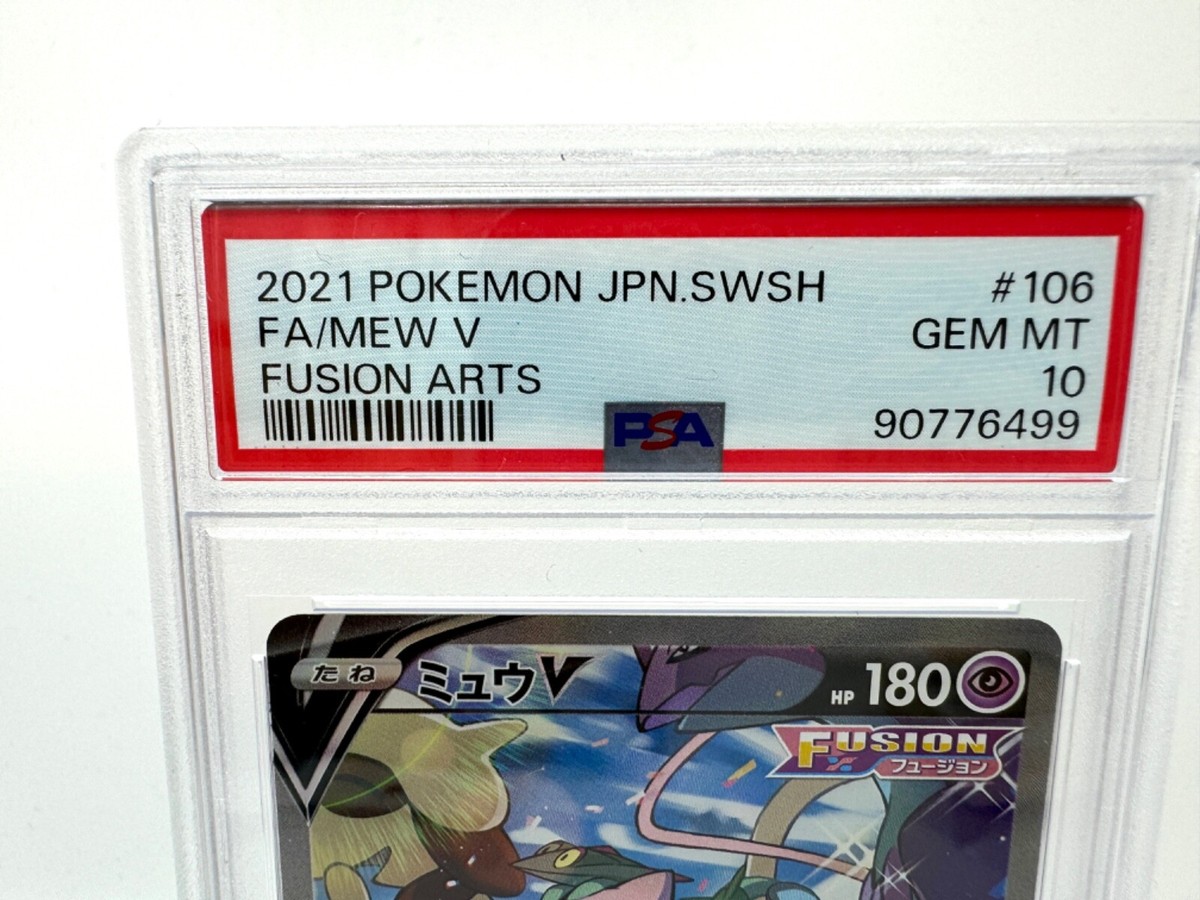 2021 POKEMON JPN.SWSH #106
FA/MEW V GEM MT
FUSION ARTS 10
PSA 90776499
たね ミュウV HP 180
FUSION
フュージョン